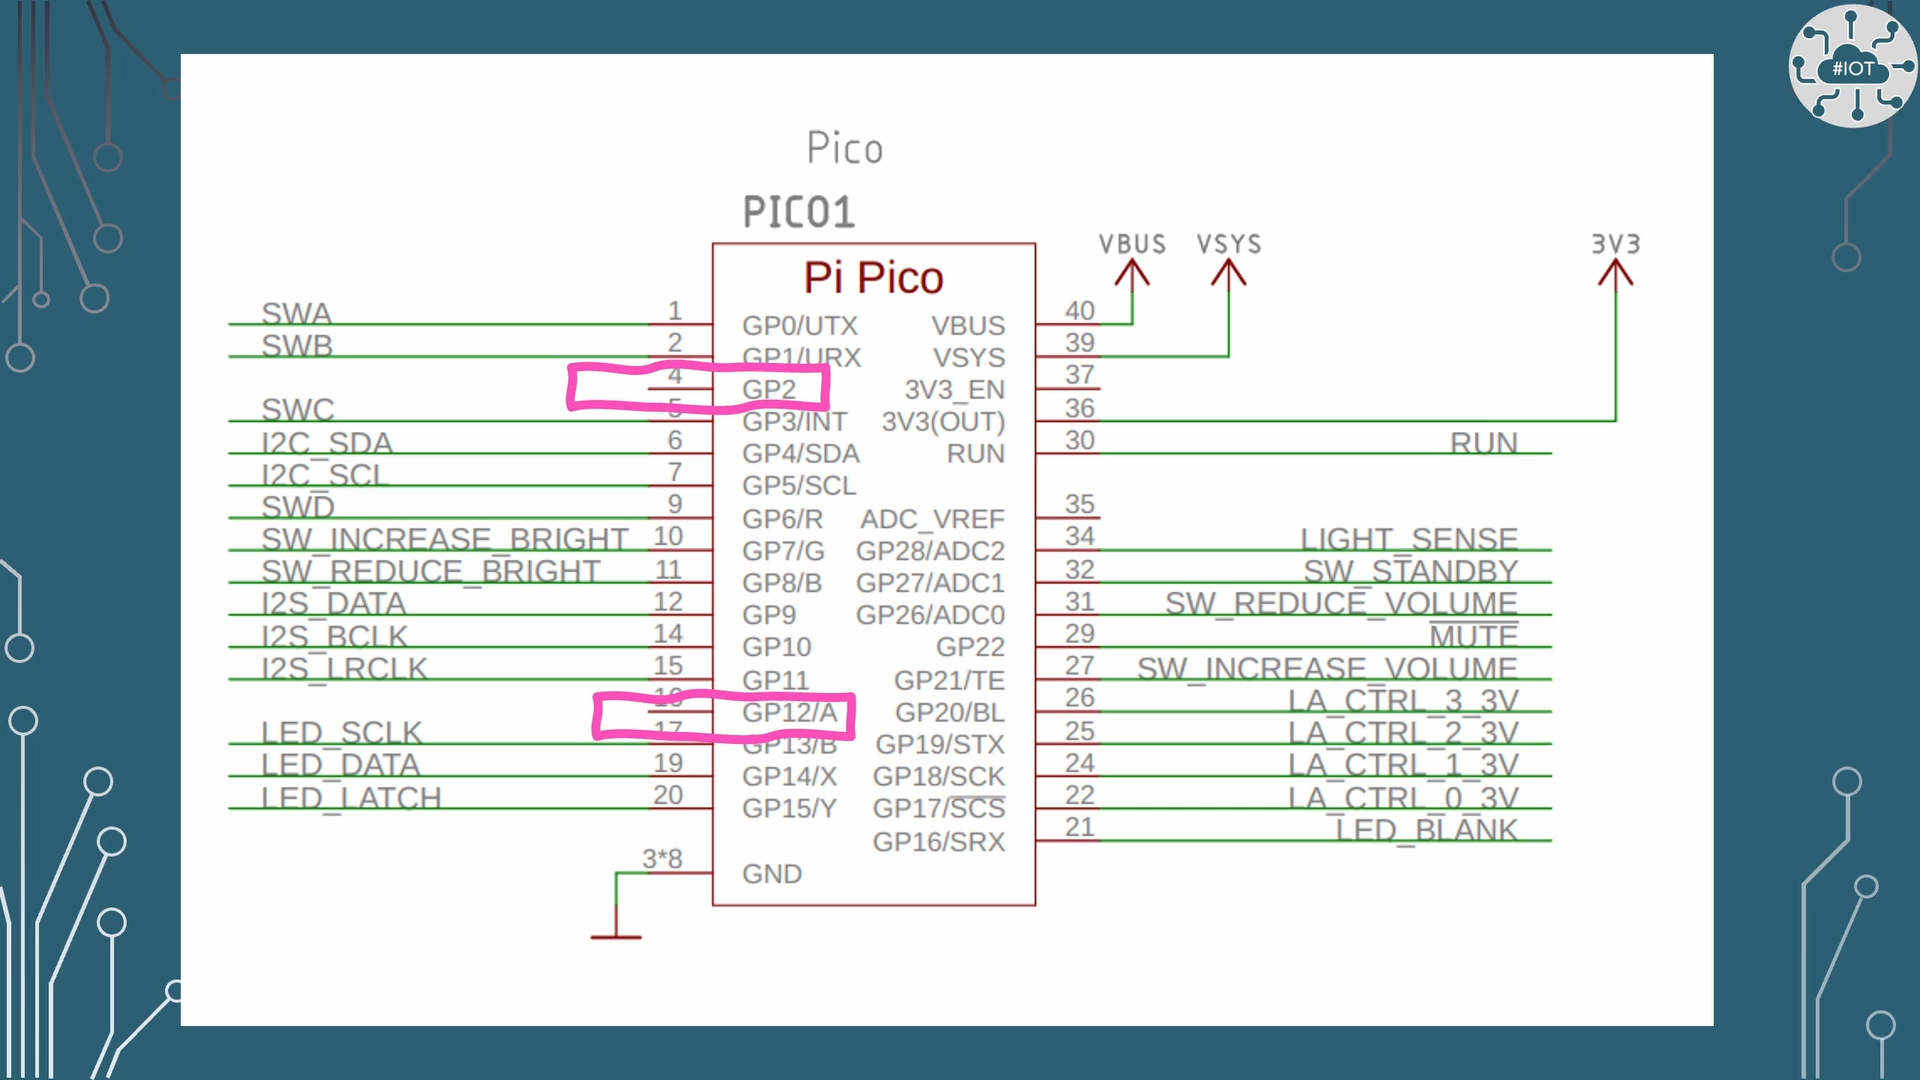 #IOT
Pico
PICO1
VBUS VSYS 3V3
Pi Pico
SWA 1 GP0/UTX VBUS 40
SWB 2 GP1/URX VSYS 39
4 GP2 3V3_EN 37
SWC 5 GP3/INT 3V3(OUT) 36
I2C_SDA 6 GP4/SDA RUN 30 RUN
I2C_SCL 7 GP5/SCL
SWD 9 GP6/R ADC_VREF 35
SW_INCREASE_BRIGHT 10 GP7/G GP28/ADC2 34 LIGHT_SENSE
SW_REDUCE_BRIGHT 11 GP8/B GP27/ADC1 32 SW_STANDBY
I2S_DATA 12 GP9 GP26/ADC0 31 SW_REDUCE_VOLUME
I2S_BCLK 14 GP10 GP22 29 MUTE
I2S_LRCLK 15 GP11 GP21/TE 27 SW_INCREASE_VOLUME
16 GP12/A GP20/BL 26 LA_CTRL_3_3V
LED_SCLK 17 GP13/B GP19/STX 25 LA_CTRL_2_3V
LED_DATA 19 GP14/X GP18/SCK 24 LA_CTRL_1_3V
LED_LATCH 20 GP15/Y GP17/SCS 22 LA_CTRL_0_3V
GP16/SRX 21 LED_BLANK
3*8 GND